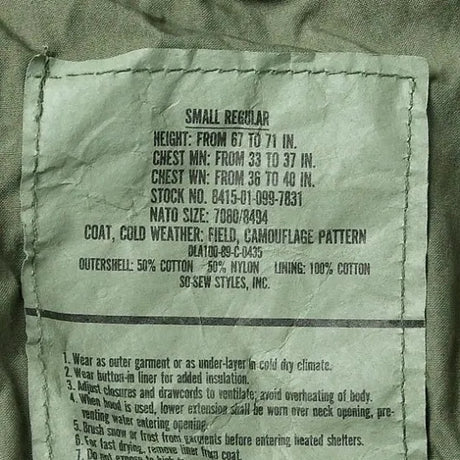 SMALL REGULAR
HEIGHT: FROM 67 TO 71 IN.
CHEST MN: FROM 33 TO 37 IN.
CHEST WN: FROM 36 TO 40 IN.
STOCK NO. 8415-01-099-7831
NATO SIZE: 7080/8494
COAT, COLD WEATHER; FIELD, CAMOUFLAGE PATTERN
DLA100-89-C-0435
OUTERSHELL: 50% COTTON 50% NYLON LINING: 100% COTTON
SO-SEW STYLES, INC.
1. Wear as outer garment or as under-layer in cold dry climate.
2. Wear button-in liner for added insulation.
3. Adjust closures and drawcords to ventilate; avoid overheating of body.
4. When hood is used, lower extension shall be worn over neck opening, pre-
venting water entering opening.
5. Brush snow or frost from garments before entering heated shelters.
6. For fast drying, remove liner from coat.
7. Do not expose to high